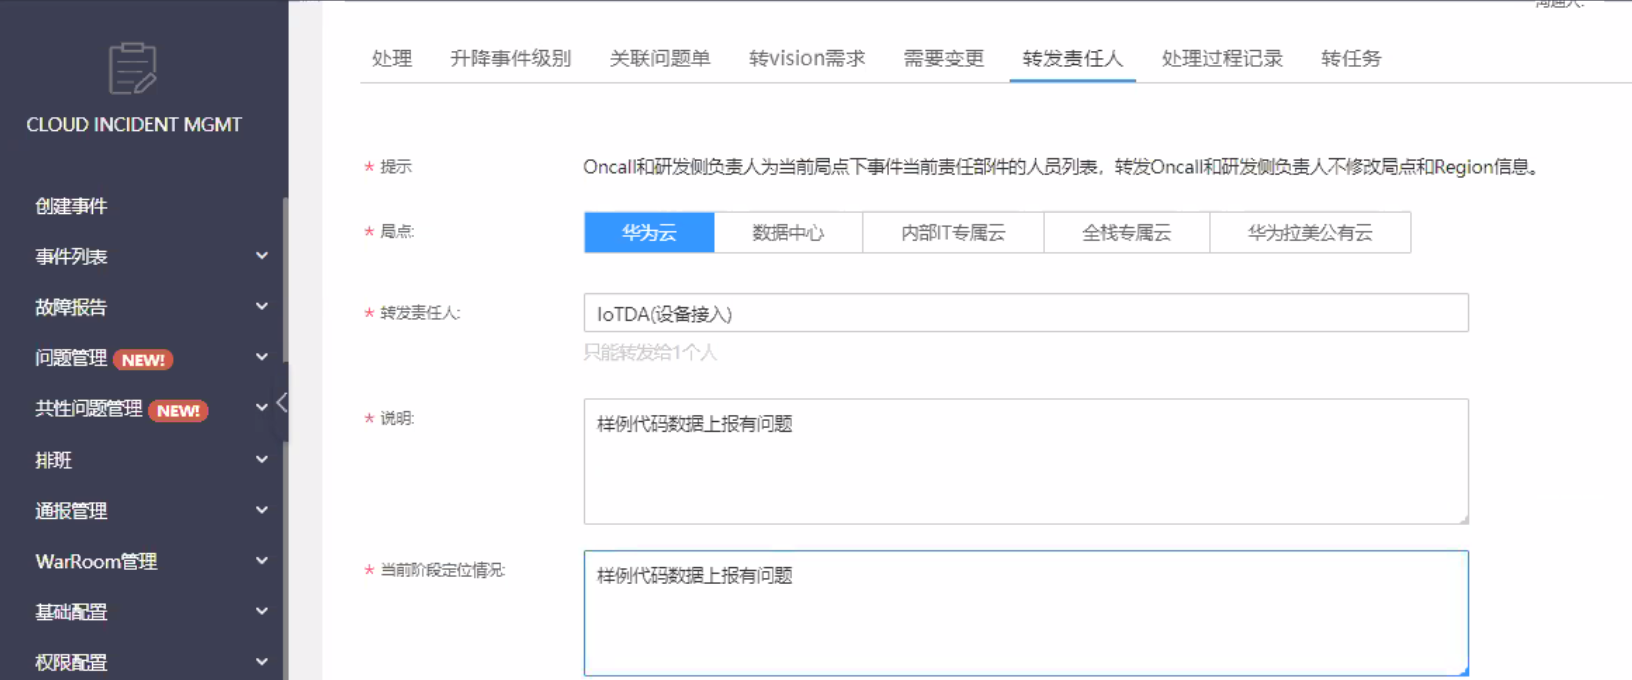 CLOUD INCIDENT MGMT
创建事件
事件列表
故障报告
问题管理 NEW!
共性问题管理 NEW!
排班
通报管理
WarRoom管理
基础配置
权限配置
处理 升降事件级别 关联问题单 转vision需求 需要变更 转发责任人 处理过程记录 转任务
* 提示 Oncall和研发侧负责人为当前局点下事件当前责任部件的人员列表，转发Oncall和研发侧负责人不修改局点和Region信息。
* 局点: 华为云 数据中心 内部IT专属云 全栈专属云 华为拉美公有云
* 转发责任人: IoTDA(设备接入)
只能转发给1个人
* 说明: 样例代码数据上报有问题
* 当前阶段定位情况: 样例代码数据上报有问题